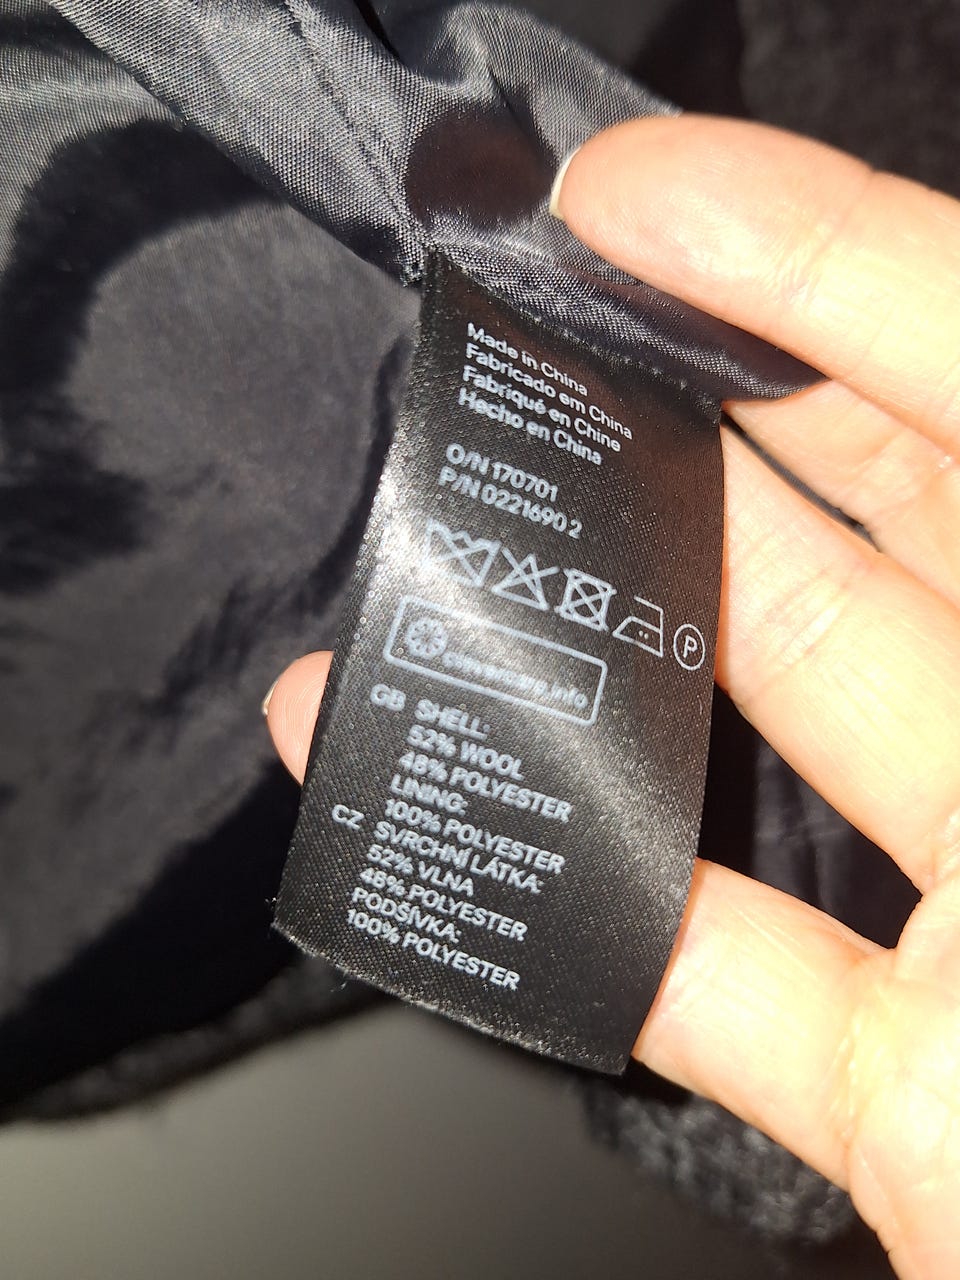 Made in China
Fabricado em China
Fabriqué en Chine
Hecho en China
O/N 170701
P/N 0221690 2
P
GB SHELL:
52% WOOL
48% POLYESTER
LINING:
100% POLYESTER
CZ SVRCHNÍ LÁTKA:
52% VLNA
48% POLYESTER
PODŠÍVKA:
100% POLYESTER